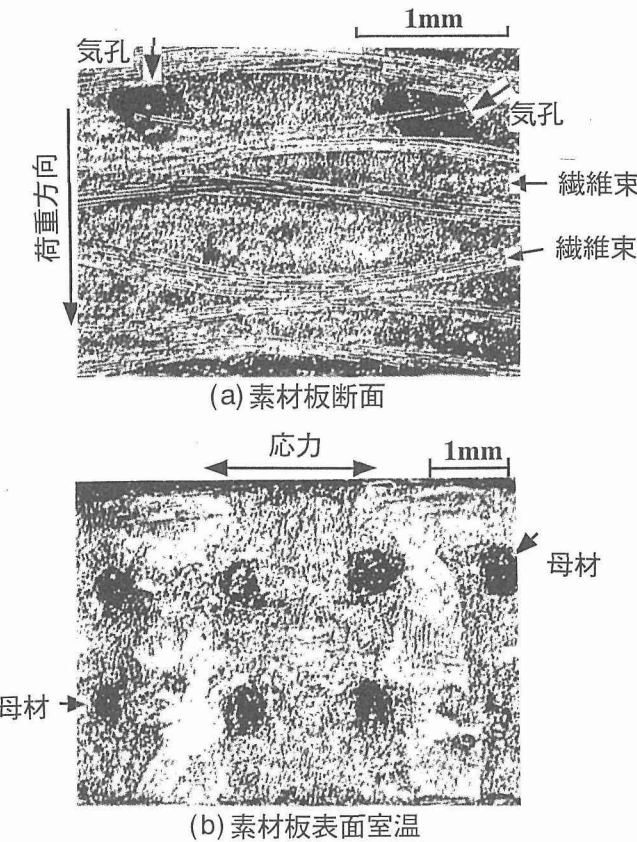 1mm
気孔
気孔
荷重方向
繊維束
繊維束
(a)素材板断面
応力
1mm
母材
母材
(b)素材板表面室温